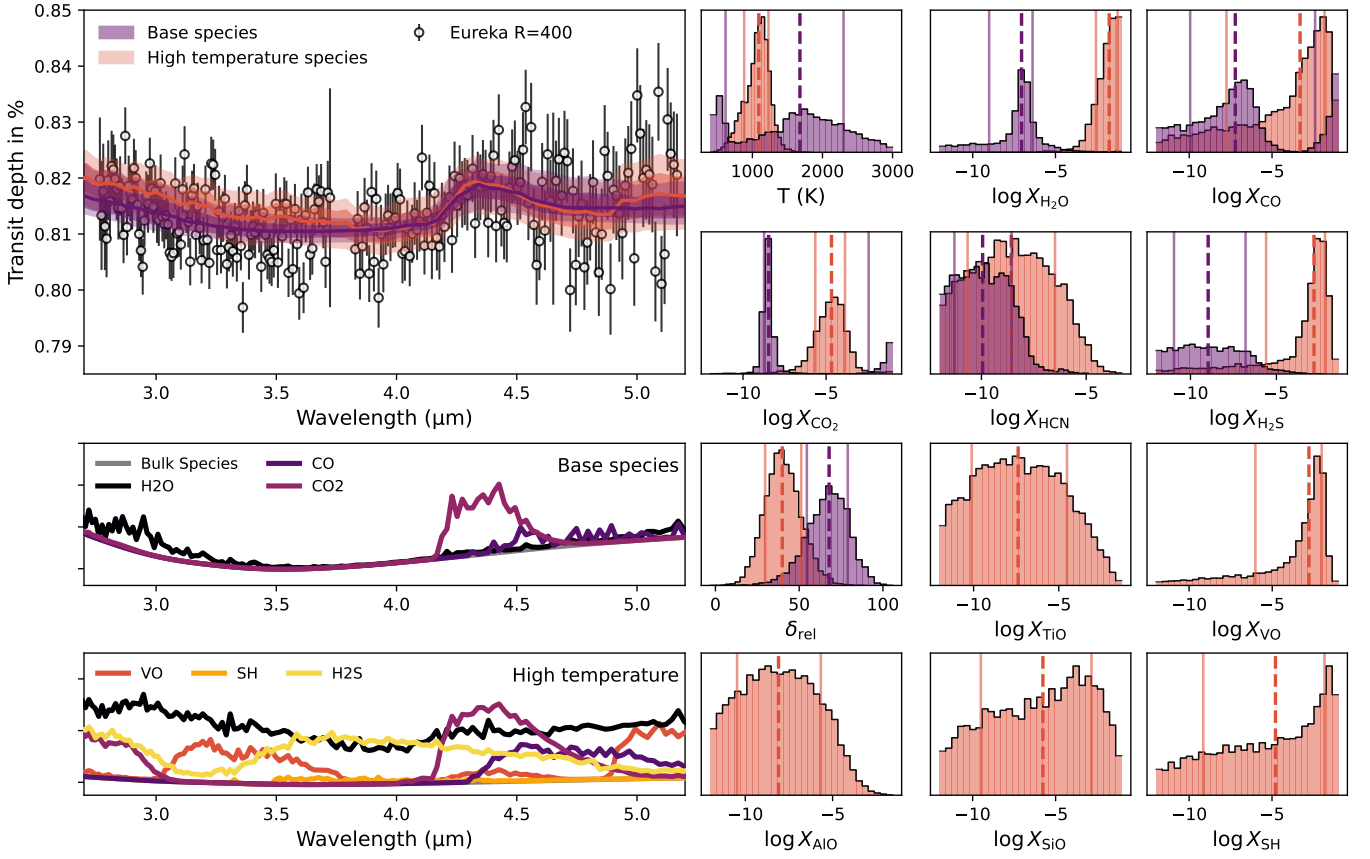 0.85
0.84
0.83
0.82
0.81
0.80
0.79
Transit depth in %
Base species
High temperature species
Eureka R=400
3.0 3.5 4.0 4.5 5.0
Wavelength (μm)
1000 2000 3000
T (K)
−10 −5
log X_H₂O
−10 −5
log X_CO
−10 −5
log X_CO₂
−10 −5
log X_HCN
−10 −5
log X_H₂S
Bulk Species
H2O
CO
CO2
Base species
3.0 3.5 4.0 4.5 5.0
0 50 100
δ_rel
−10 −5
log X_TiO
−10 −5
log X_VO
VO
SH
H2S
High temperature
3.0 3.5 4.0 4.5 5.0
Wavelength (μm)
−10 −5
log X_AlO
−10 −5
log X_SiO
−10 −5
log X_SH